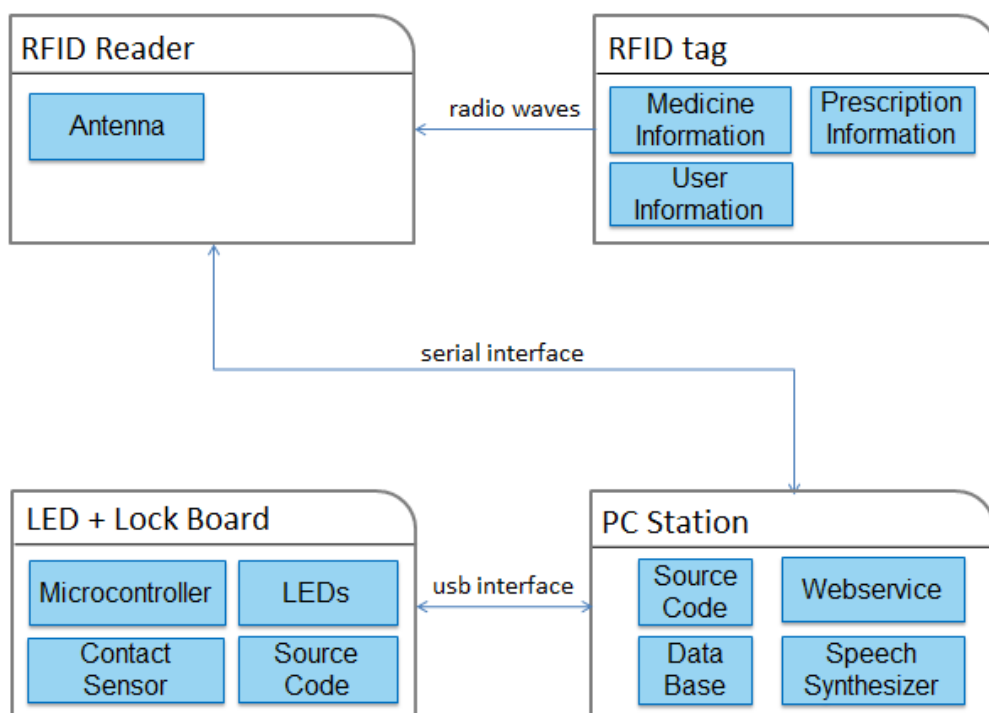 RFID Reader
Antenna
radio waves
RFID tag
Medicine
Information
Prescription
Information
User
Information
serial interface
LED + Lock Board
Microcontroller
LEDs
Contact
Sensor
Source
Code
usb interface
PC Station
Source
Code
Webservice
Data
Base
Speech
Synthesizer